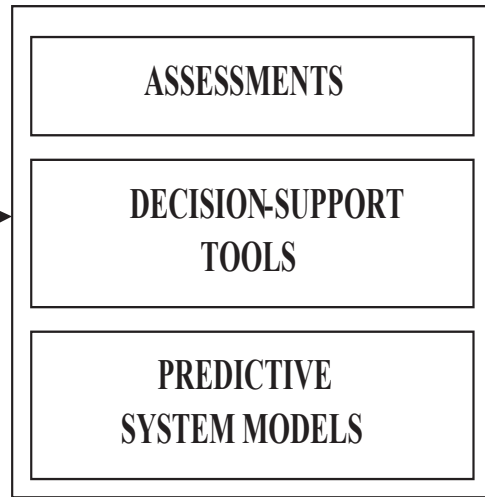 ASSESSMENTS
DECISION-SUPPORT
TOOLS
PREDICTIVE
SYSTEM MODELS